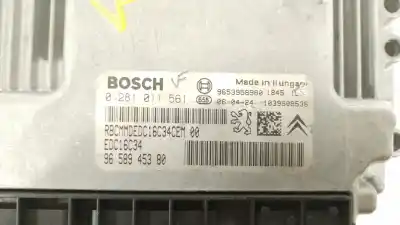 Made in Hungary
BOSCH
9653958980 1045
0 281 011 561
06-04-24 1039S08536
RBCMMDEDC16C34CEM 00
EDC16C34
96 589 453 80